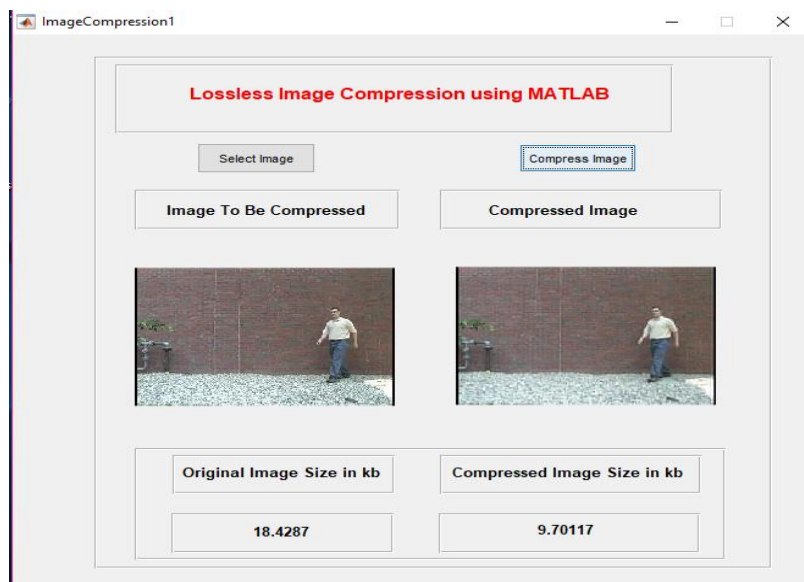 ImageCompression1
Lossless Image Compression using MATLAB
Select Image
Compress Image
Image To Be Compressed
Compressed Image
Original Image Size in kb
Compressed Image Size in kb
18.4287
9.70117